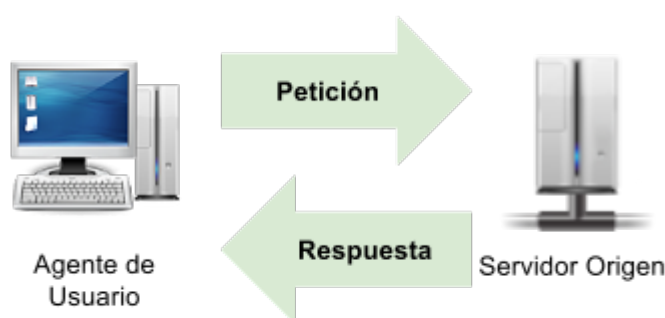 Petición
Respuesta
Agente de
Usuario
Servidor Origen